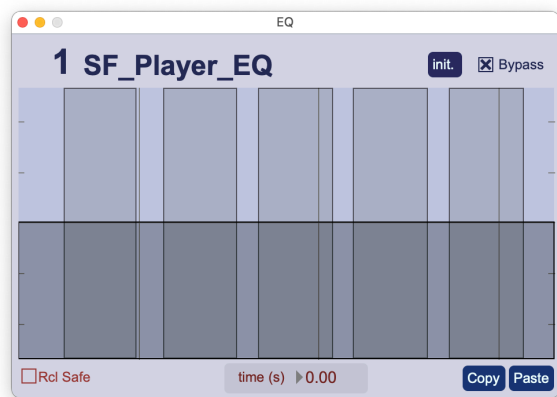 EQ
1 SF_Player_EQ
init.
Bypass
Rcl Safe
time (s) 0.00
Copy
Paste